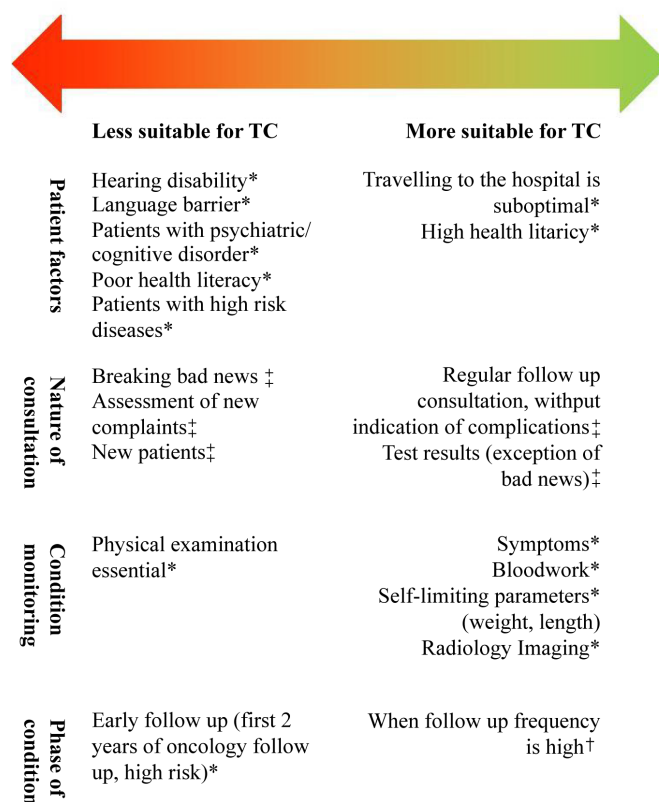 Less suitable for TC
More suitable for TC
Patient factors
Hearing disability*
Language barrier*
Patients with psychiatric/
cognitive disorder*
Poor health literacy*
Patients with high risk
diseases*
Travelling to the hospital is
suboptimal*
High health litaricy*
Nature of
consultation
Breaking bad news ‡
Assessment of new
complaints‡
New patients‡
Regular follow up
consultation, withput
indication of complications‡
Test results (exception of
bad news)‡
Condition
monitoring
Physical examination
essential*
Symptoms*
Bloodwork*
Self-limiting parameters*
(weight, length)
Radiology Imaging*
Phase of
condition
Early follow up (first 2
years of oncology follow
up, high risk)*
When follow up frequency
is high†